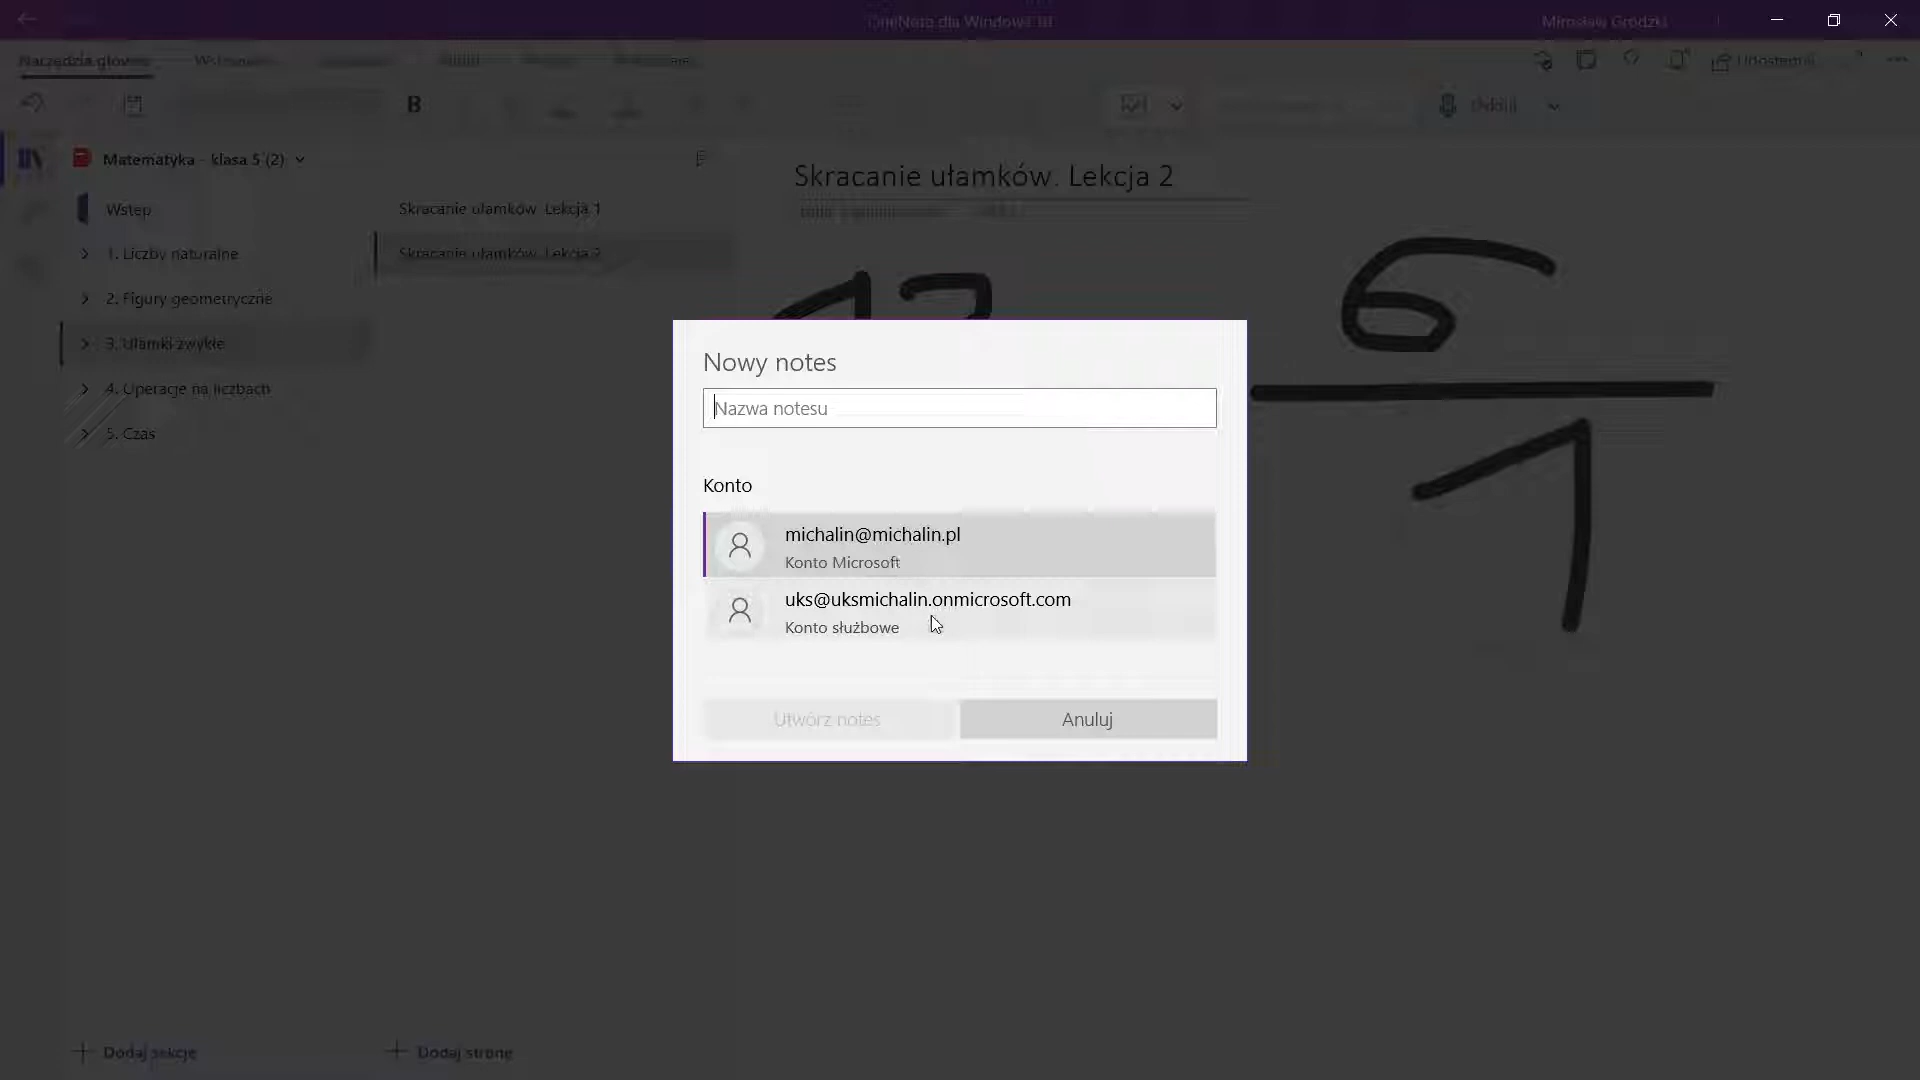 OneNote dla Windows 10
Mirosław Grodzki
Narzędzia główne
Udostępnij
B
Matematyka - klasa 5 (2)
Wstęp
1. Liczby naturalne
2. Figury geometryczne
3. Ułamki zwykłe
4. Operacje na liczbach
5. Czas
Skracanie ułamków. Lekcja 1
Skracanie ułamków. Lekcja 2
Skracanie ułamków. Lekcja 2
6
1
Nowy notes
Nazwa notesu
Konto
michalin@michalin.pl
Konto Microsoft
uks@uksmichalin.onmicrosoft.com
Konto służbowe
Utwórz notes
Anuluj
Dodaj sekcję
Dodaj stronę